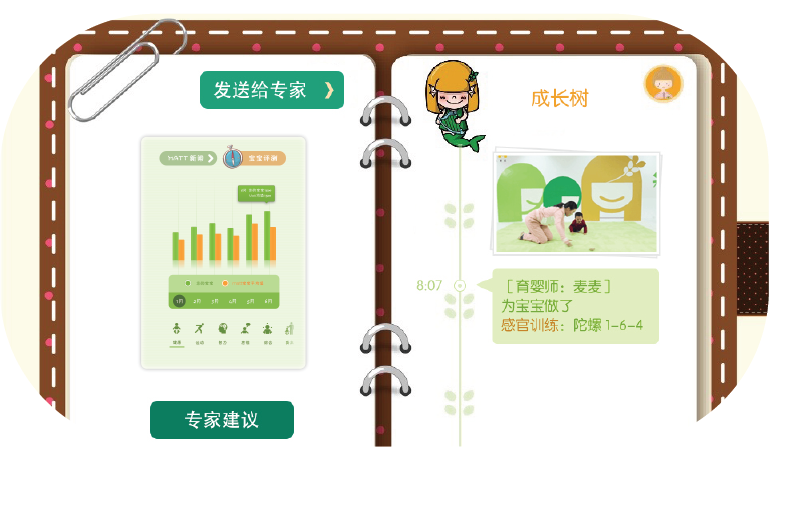 发送给专家
宝宝评测
1月 2月 3月 4月 5月 6月
专家建议
成长树
8:07
［育婴师：麦麦］
为宝宝做了
感官训练：陀螺 1-6-4